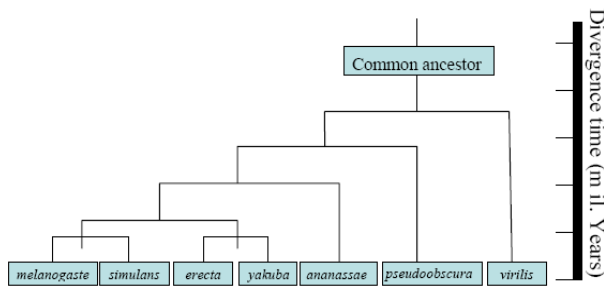 Common ancestor
melanogaste
simulans
erecta
yakuba
ananassae
pseudoobscura
virilis
Divergence time (m il. Years)